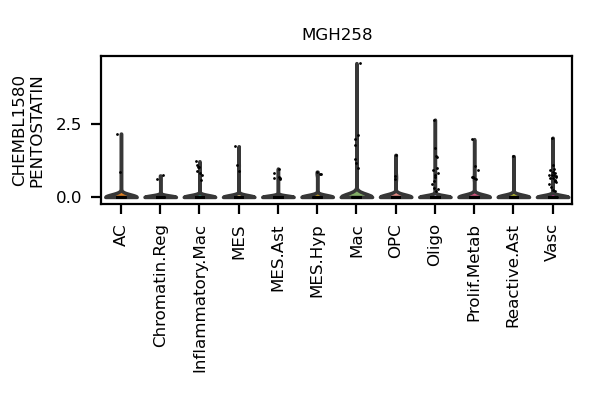 MGH258
CHEMBL1580
PENTOSTATIN
2.5
0.0
AC
Chromatin.Reg
Inflammatory.Mac
MES
MES.Ast
MES.Hyp
Mac
OPC
Oligo
Prolif.Metab
Reactive.Ast
Vasc